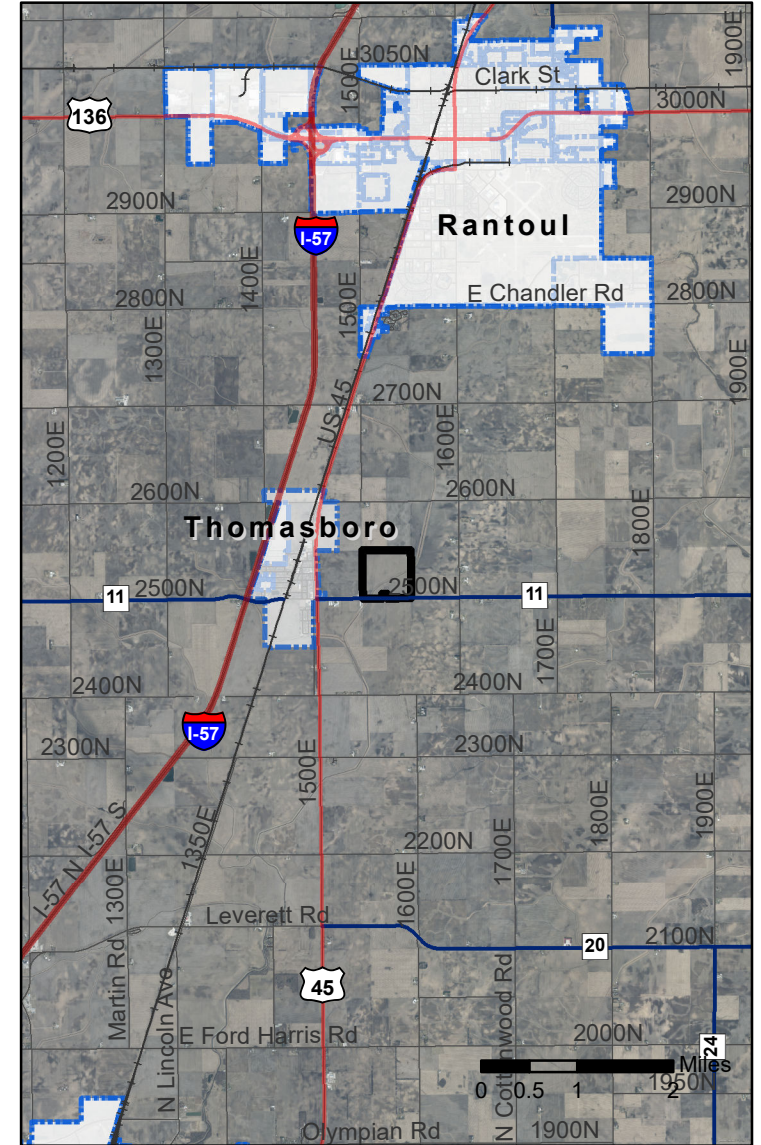 1900E
1500E
3050N
Clark St
136
3000N
2900N
2900N
Rantoul
I-57
1400E
E Chandler Rd
2800N
2800N
1500E
1300E
1900E
2700N
US 45
1600E
1200E
2600N
2600N
1800E
Thomasboro
2500N
2500N
11
11
1700E
2400N
2400N
I-57
2300N
2300N
1500E
1800E
1900E
1350E
2200N
1700E
I-57 N I-57 S
1300E
1600E
Leverett Rd
20
2100N
Martin Rd
45
N Lincoln Ave
E Ford Harris Rd
N Cottonwood Rd
2000N
24
Miles
0 0.5 1 2
1950N
Olympian Rd
1900N